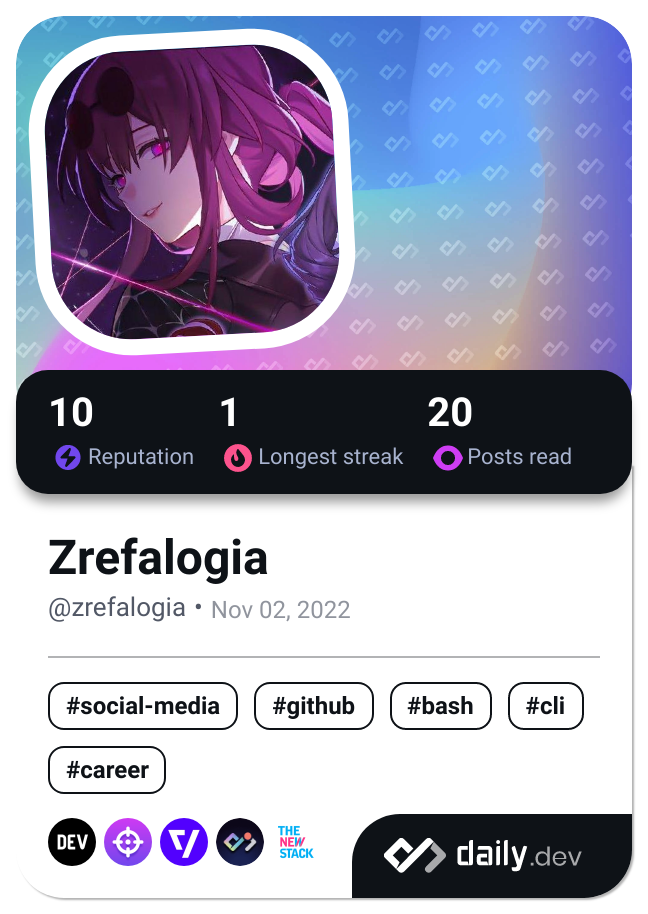 10 1 20
Reputation Longest streak Posts read
Zrefalogia
@zrefalogia • Nov 02, 2022
#social-media #github #bash #cli
#career
DEV THE NEW STACK daily.dev